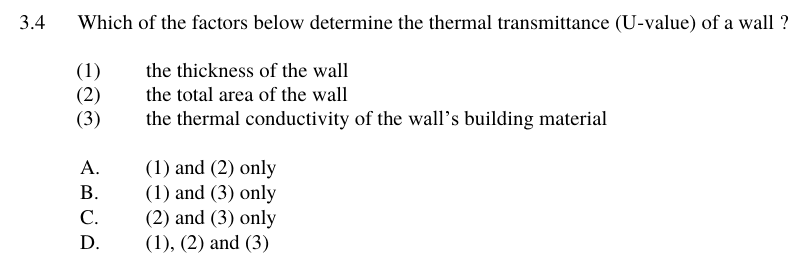 3.4 Which of the factors below determine the thermal transmittance (U-value) of a wall ?
(1) the thickness of the wall
(2) the total area of the wall
(3) the thermal conductivity of the wall's building material
A. (1) and (2) only
B. (1) and (3) only
C. (2) and (3) only
D. (1), (2) and (3)